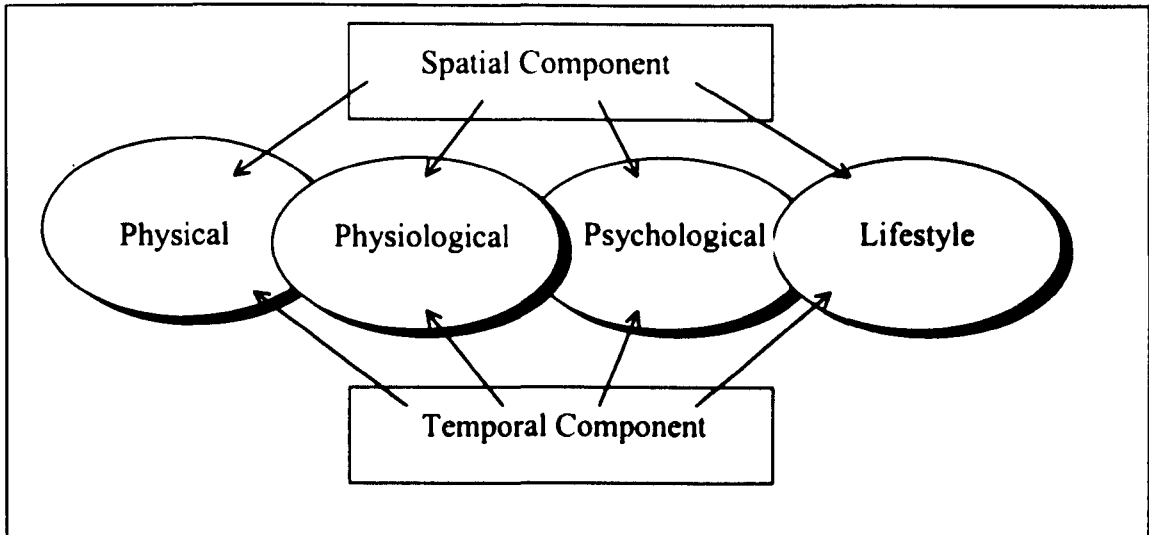 Spatial Component
Physical Physiological Psychological Lifestyle
Temporal Component